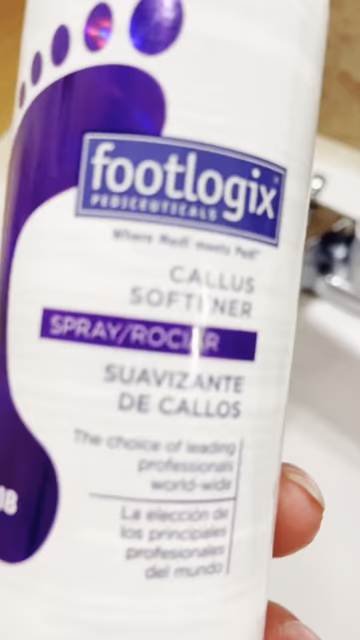 footlogix
PEDICEUTICALS
Where Medi meets Pedi
CALLUS
SOFTENER
SPRAY/ROCIAR
SUAVIZANTE
DE CALLOS
The choice of leading
professionals
world-wide
La elección de
los principales
profesionales
del mundo